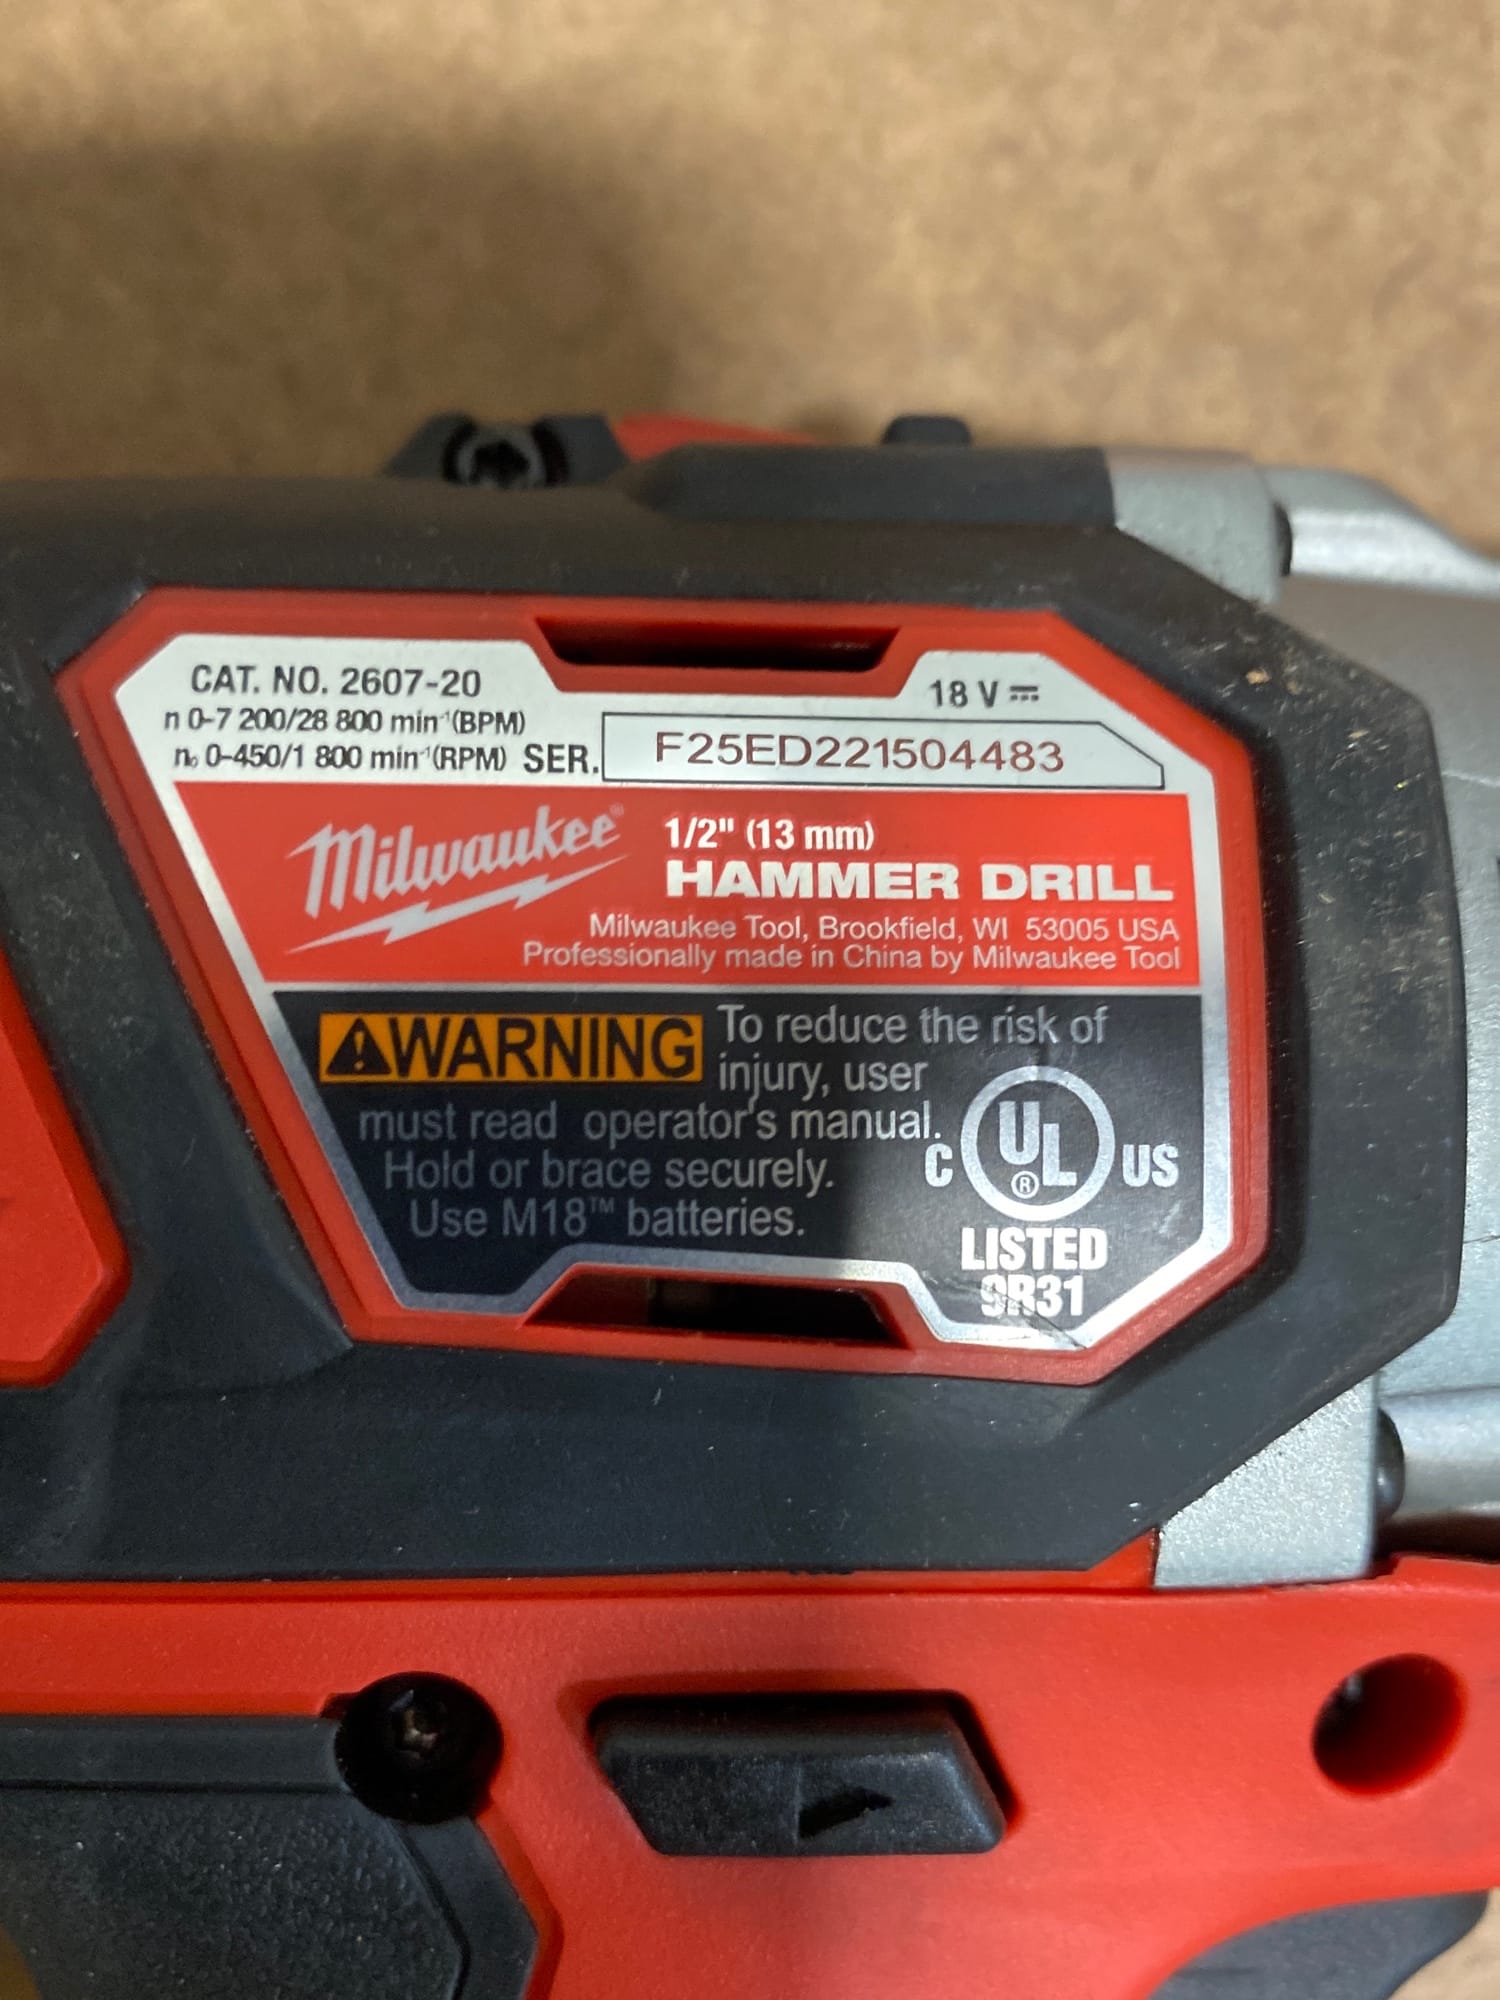 CAT. NO. 2607-20
18 V ⎓
n 0-7 200/28 800 min⁻¹(BPM)
n₀ 0-450/1 800 min⁻¹(RPM) SER. F25ED221504483
Milwaukee®
1/2" (13 mm)
HAMMER DRILL
Milwaukee Tool, Brookfield, WI 53005 USA
Professionally made in China by Milwaukee Tool
⚠WARNING To reduce the risk of
injury, user
must read operator's manual.
Hold or brace securely.
Use M18™ batteries.
C UL® US
LISTED
9R31